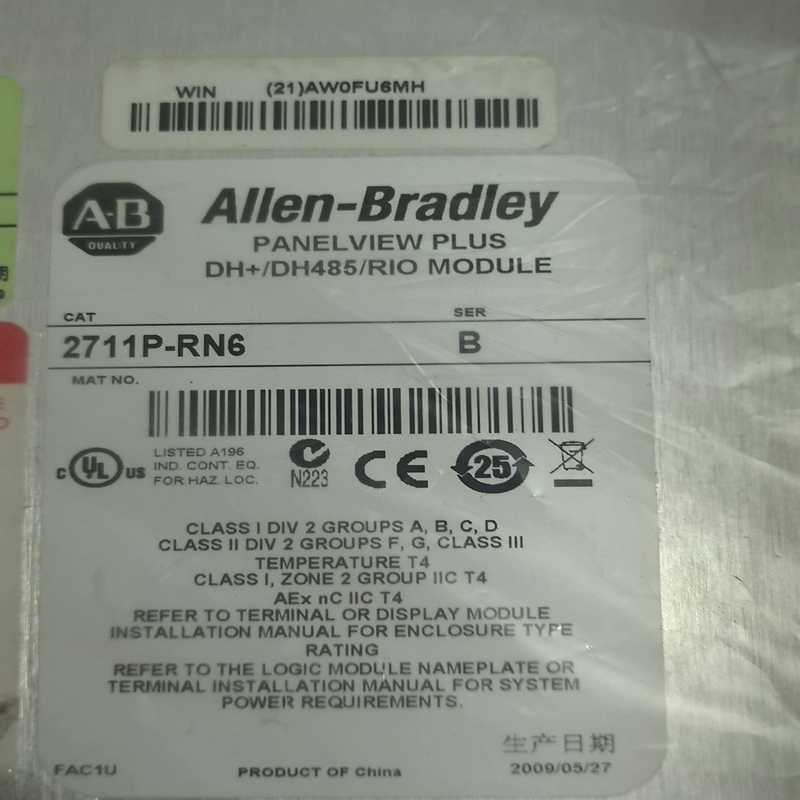 WIN (21)AW0FU6MH
A-B
QUALITY
Allen-Bradley
PANELVIEW PLUS
DH+/DH485/RIO MODULE
CAT SER
2711P-RN6 B
MAT NO.
C UL US
LISTED A196
IND. CONT. EQ.
FOR HAZ. LOC.
N223
CE
25
CLASS I DIV 2 GROUPS A, B, C, D
CLASS II DIV 2 GROUPS F, G, CLASS III
TEMPERATURE T4
CLASS I, ZONE 2 GROUP IIC T4
AEx nC IIC T4
REFER TO TERMINAL OR DISPLAY MODULE
INSTALLATION MANUAL FOR ENCLOSURE TYPE
RATING
REFER TO THE LOGIC MODULE NAMEPLATE OR
TERMINAL INSTALLATION MANUAL FOR SYSTEM
POWER REQUIREMENTS.
生产日期
FAC1U PRODUCT OF China 2009/05/27